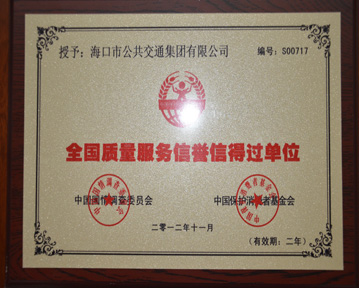 授予：海口市公共交通集团有限公司 编号：S00717
全国质量服务信誉信得过单位
中国国情调查委员会 中国保护消费者基金会
二零一二年十一月
（有效期：二年）